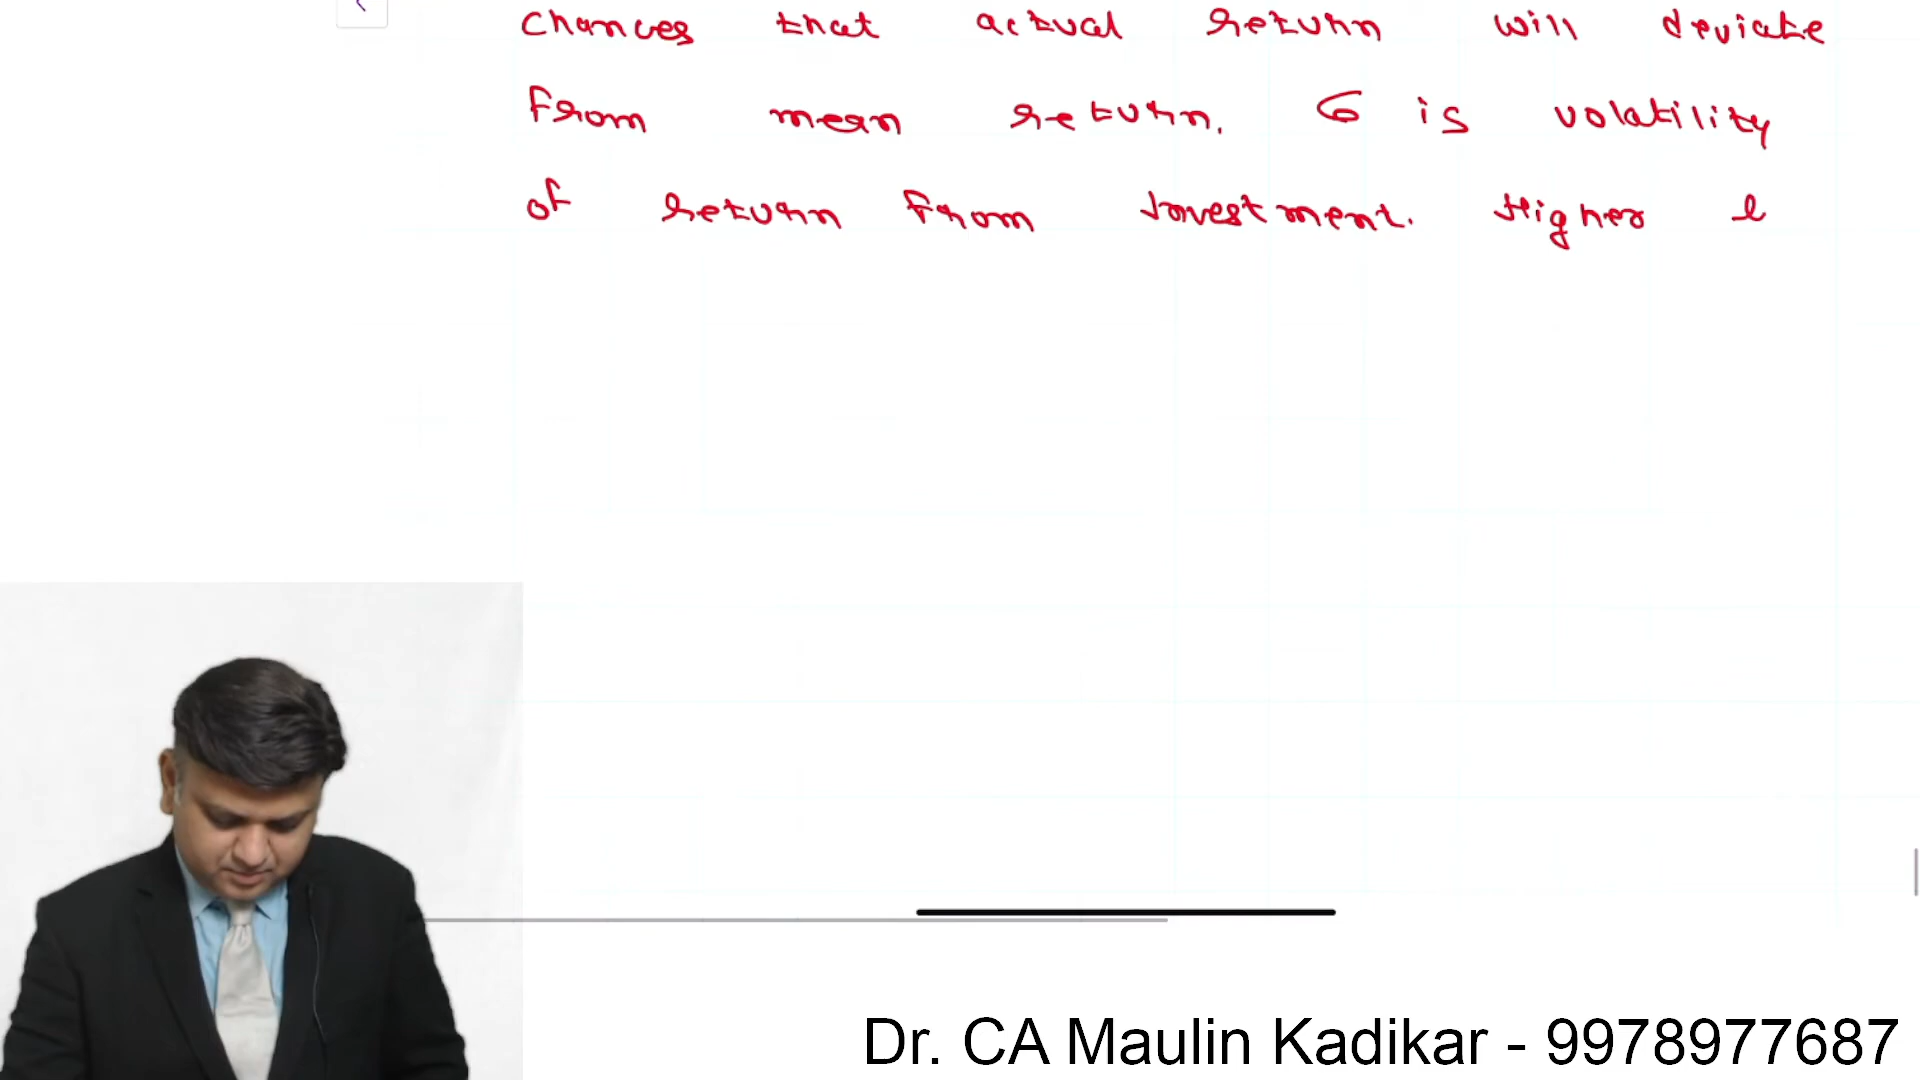 chances that actual return will deviate
from mean return. σ is volatility
of return from Investment. Higher
Dr. CA Maulin Kadikar - 9978977687